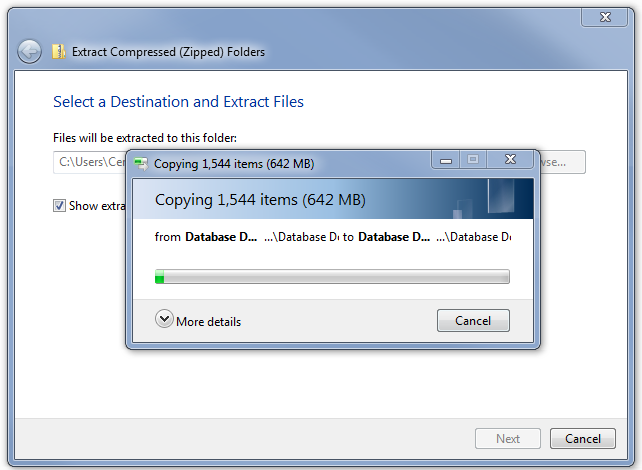 Extract Compressed (Zipped) Folders
Select a Destination and Extract Files
Files will be extracted to this folder:
C:\Users\Cer
wse...
Show extra
Copying 1,544 items (642 MB)
Copying 1,544 items (642 MB)
from Database D... ...\Database De to Database D... ...\Database De
More details
Cancel
Next
Cancel